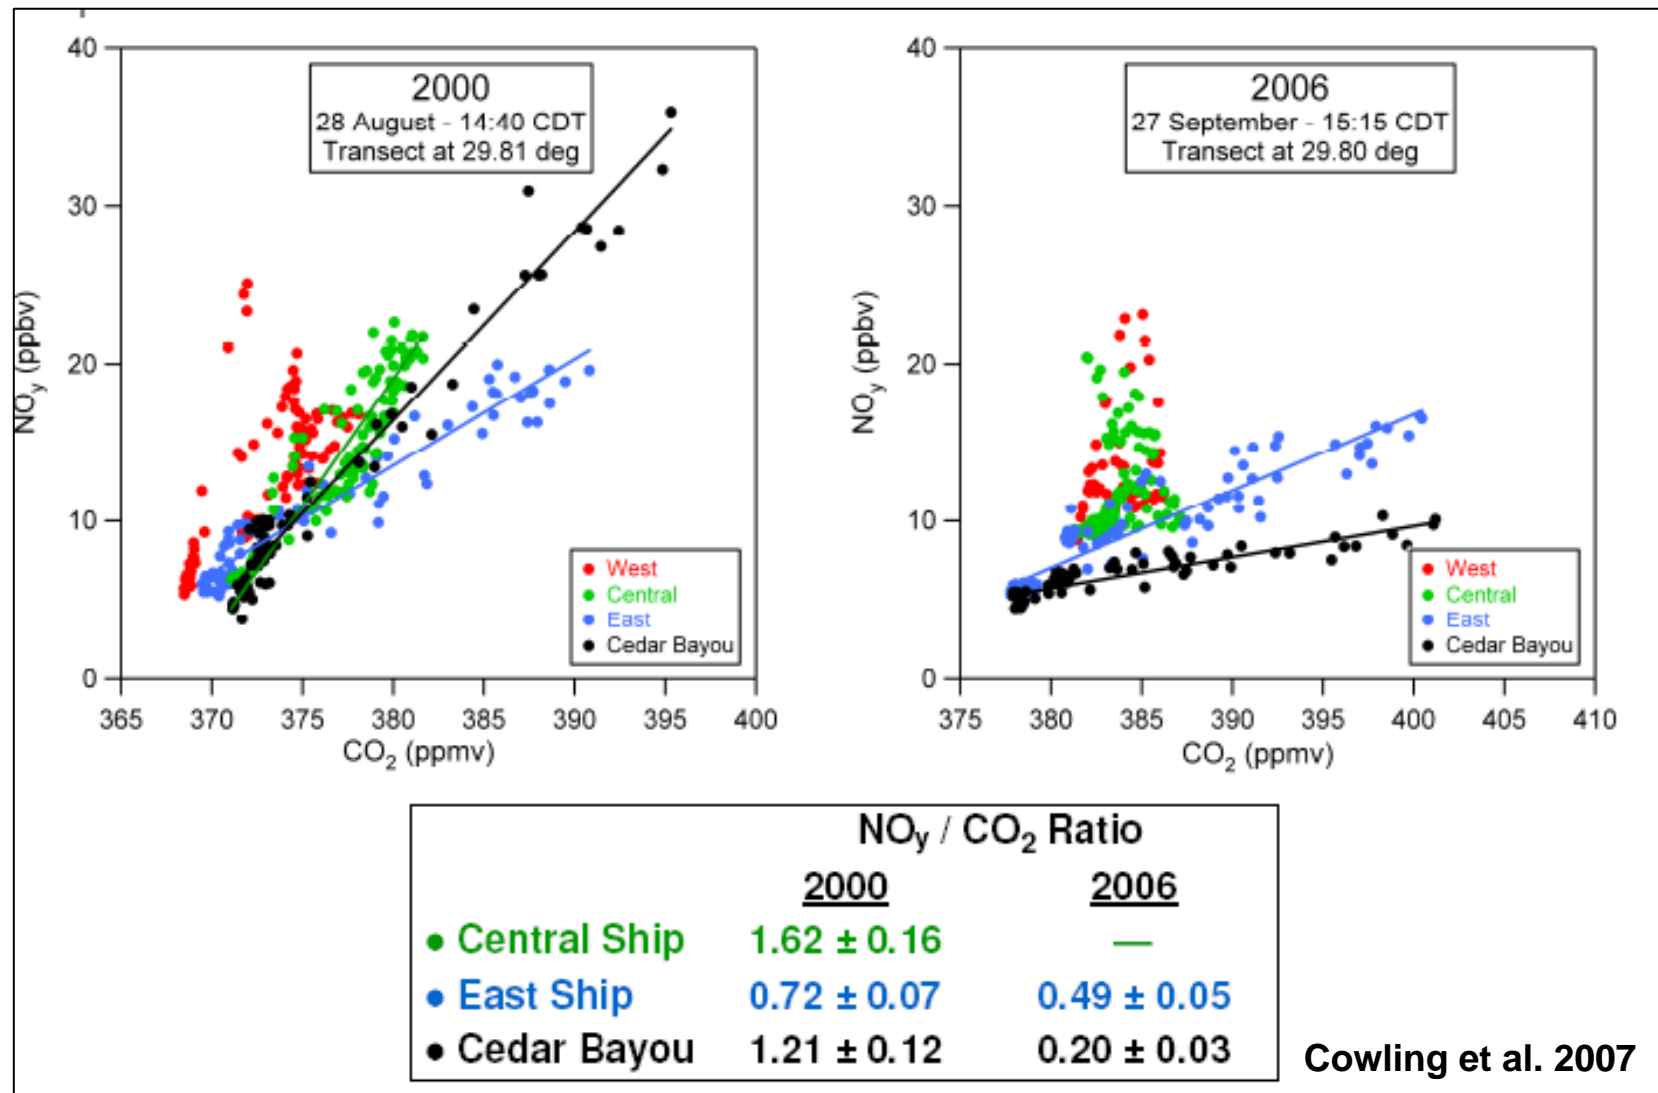 40
30
20
10
0
NOy (ppbv)
2000
28 August - 14:40 CDT
Transect at 29.81 deg
West
Central
East
Cedar Bayou
365 370 375 380 385 390 395 400
CO2 (ppmv)
40
30
20
10
0
NOy (ppbv)
2006
27 September - 15:15 CDT
Transect at 29.80 deg
West
Central
East
Cedar Bayou
375 380 385 390 395 400 405 410
CO2 (ppmv)
NOy / CO2 Ratio
2000 2006
• Central Ship 1.62 ± 0.16 —
• East Ship 0.72 ± 0.07 0.49 ± 0.05
• Cedar Bayou 1.21 ± 0.12 0.20 ± 0.03
Cowling et al. 2007